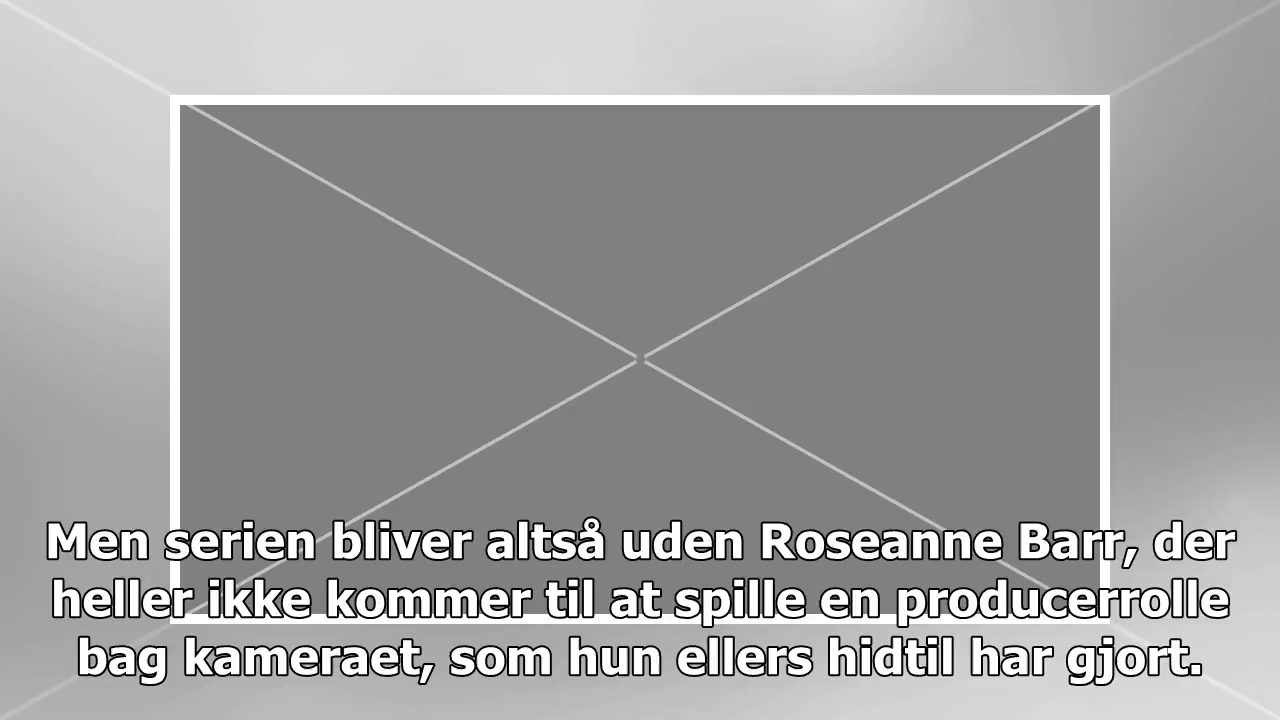 Men serien bliver altså uden Roseanne Barr, der
heller ikke kommer til at spille en producerrolle
bag kameraet, som hun ellers hidtil har gjort.